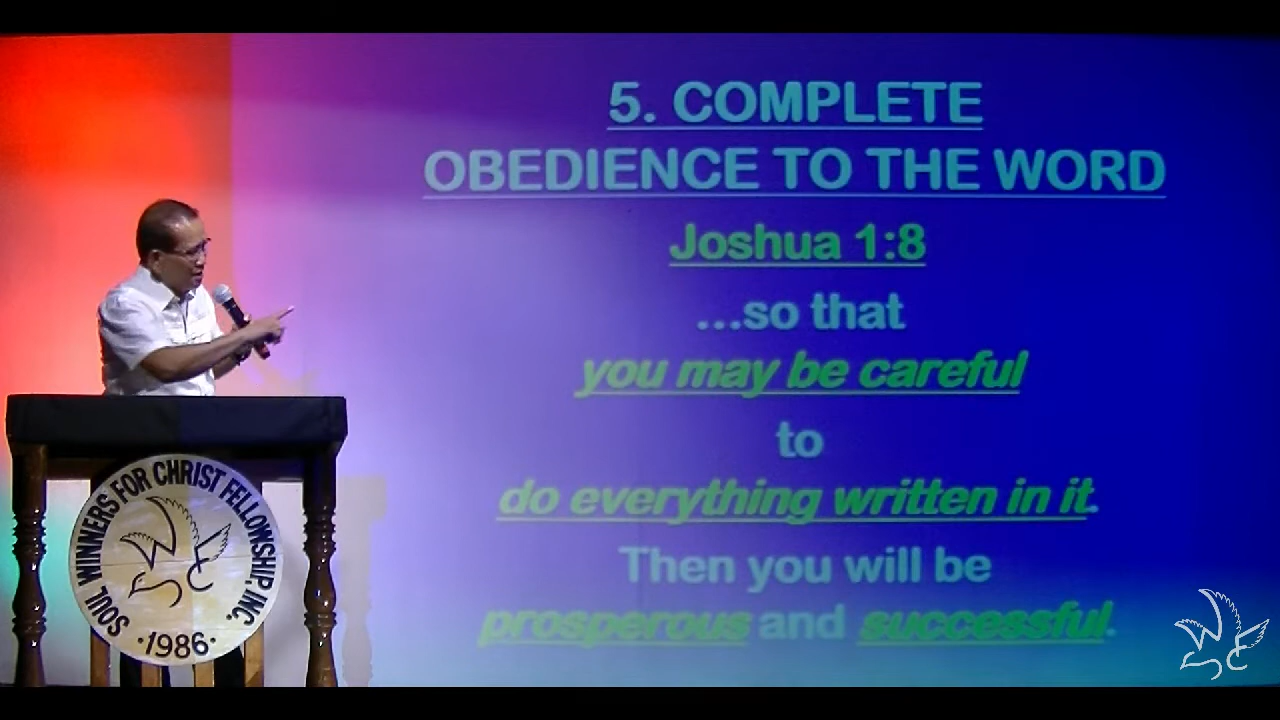 5. COMPLETE
OBEDIENCE TO THE WORD
Joshua 1:8
...so that
you may be careful
to
do everything written in it.
Then you will be
prosperous and successful.
SOUL WINNERS FOR CHRIST FELLOWSHIP, INC.
·1986·